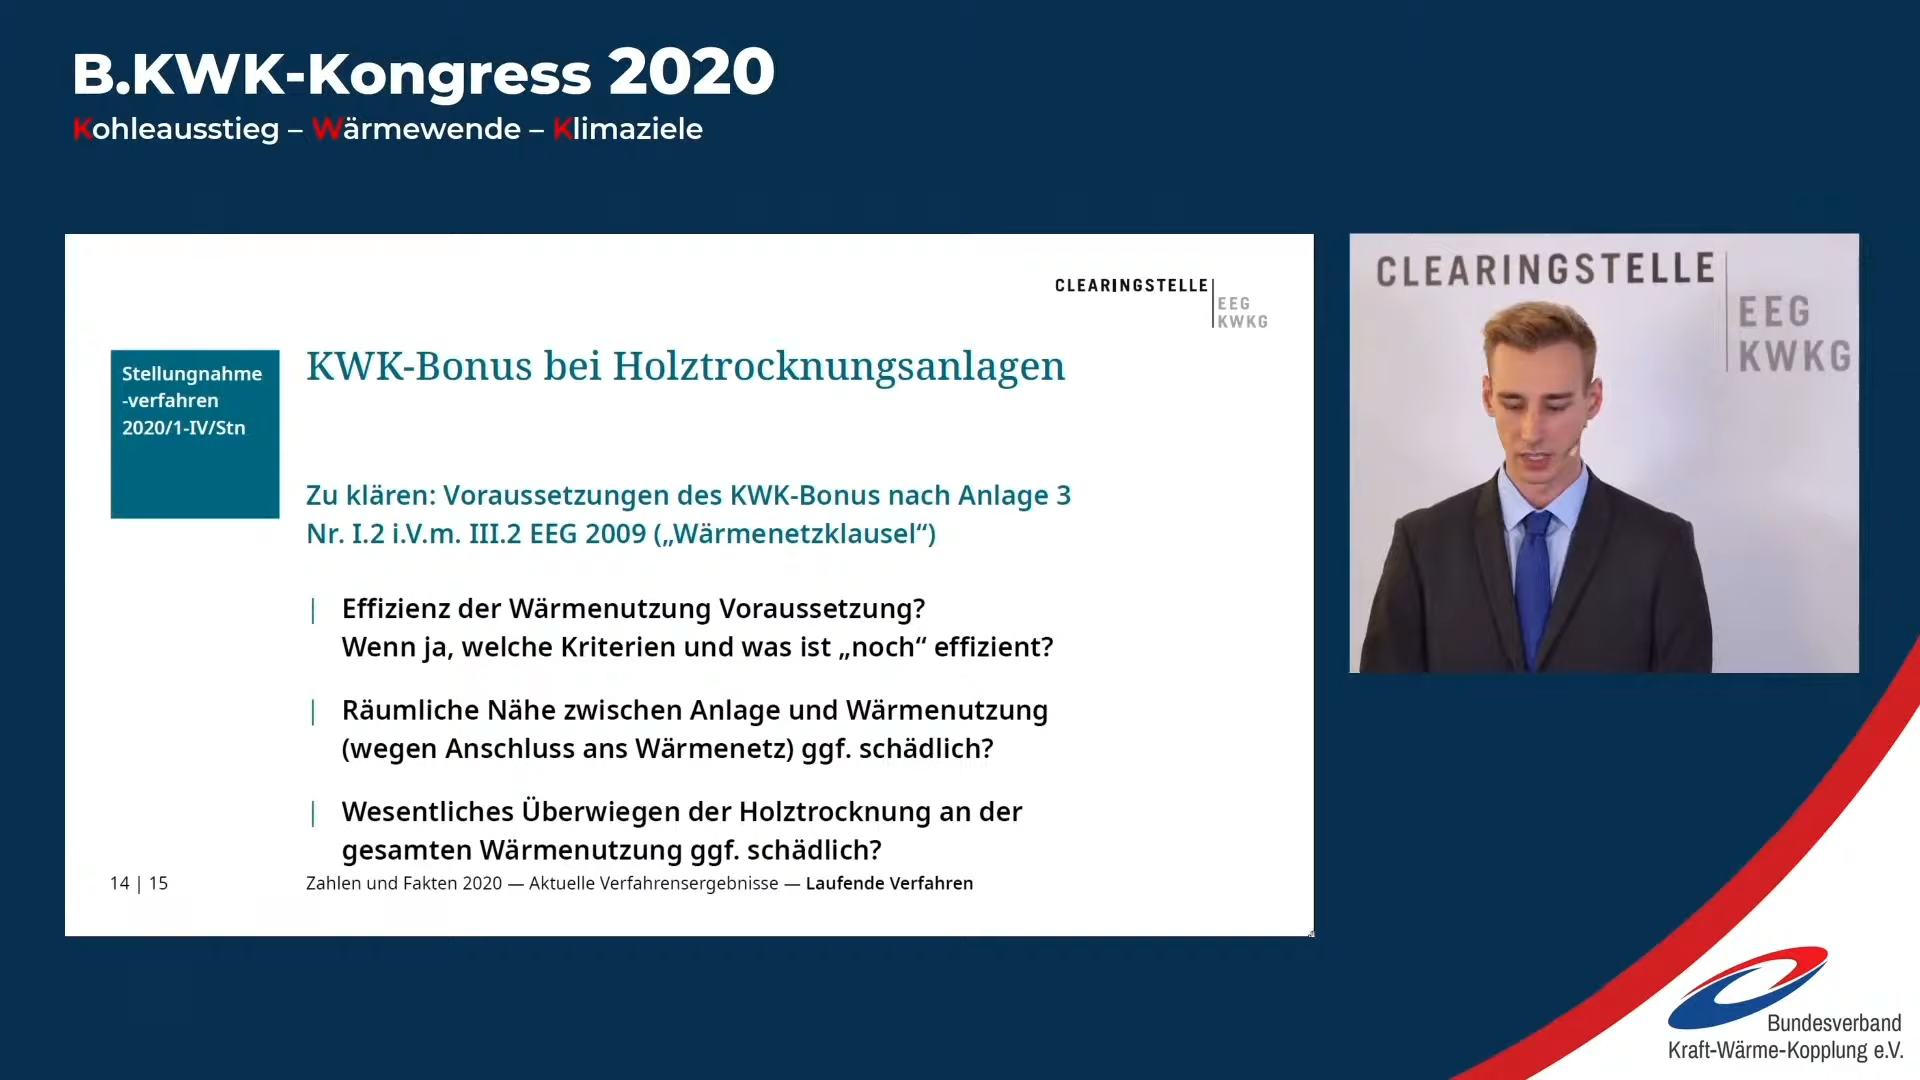 B.KWK-Kongress 2020
Kohleausstieg – Wärmewende – Klimaziele
CLEARINGSTELLE
EEG
KWKG
Stellungnahme
-verfahren
2020/1-IV/Stn
KWK-Bonus bei Holztrocknungsanlagen
Zu klären: Voraussetzungen des KWK-Bonus nach Anlage 3
Nr. I.2 i.V.m. III.2 EEG 2009 („Wärmenetzklausel“)
| Effizienz der Wärmenutzung Voraussetzung?
Wenn ja, welche Kriterien und was ist „noch“ effizient?
| Räumliche Nähe zwischen Anlage und Wärmenutzung
(wegen Anschluss ans Wärmenetz) ggf. schädlich?
| Wesentliches Überwiegen der Holztrocknung an der
gesamten Wärmenutzung ggf. schädlich?
14 | 15
Zahlen und Fakten 2020 — Aktuelle Verfahrensergebnisse — Laufende Verfahren
CLEARINGSTELLE
EEG
KWKG
Bundesverband
Kraft-Wärme-Kopplung e.V.